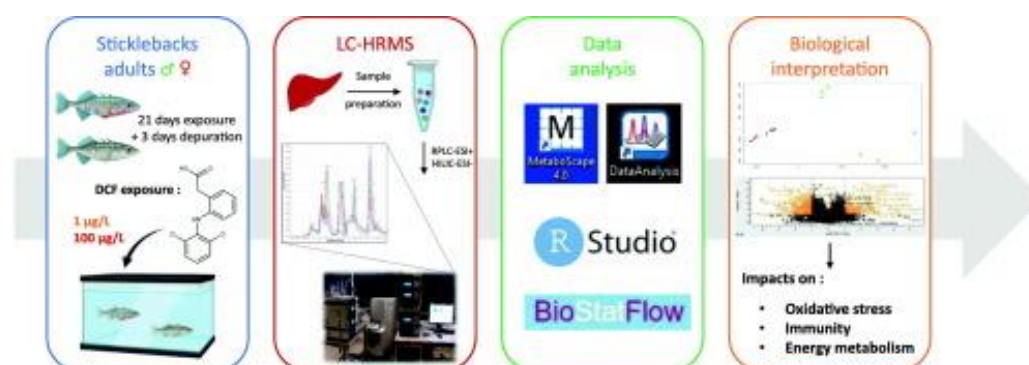 Sticklebacks
adults ♂ ♀
21 days exposure
+ 3 days depuration
DCF exposure :
1 µg/L
100 µg/L
LC-HRMS
Sample
preparation
RPLC-ESI+
HILIC-ESI-
Data
analysis
M
MetaboScape
4.0
DataAnalysis
R Studio
BioStatFlow
Biological
interpretation
Impacts on :
• Oxidative stress
• Immunity
• Energy metabolism